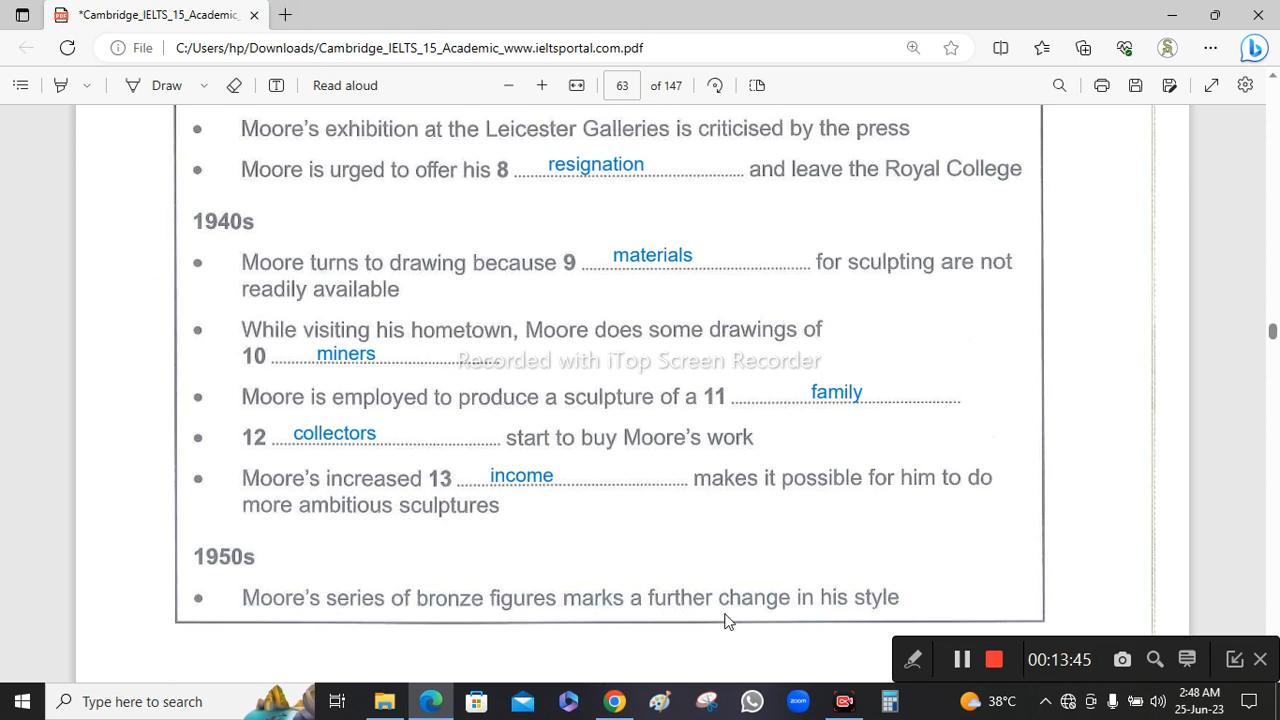 *Cambridge_IELTS_15_Academic_
File C:/Users/hp/Downloads/Cambridge_IELTS_15_Academic_www.ieltsportal.com.pdf
Draw Read aloud 63 of 147
Moore's exhibition at the Leicester Galleries is criticised by the press
Moore is urged to offer his 8 resignation and leave the Royal College
1940s
Moore turns to drawing because 9 materials for sculpting are not
readily available
While visiting his hometown, Moore does some drawings of
10 miners
Recorded with iTop Screen Recorder
Moore is employed to produce a sculpture of a 11 family
12 collectors start to buy Moore's work
Moore's increased 13 income makes it possible for him to do
more ambitious sculptures
1950s
Moore's series of bronze figures marks a further change in his style
00:13:45
Type here to search
zoom
38°C
2:48 AM
25-Jun-23